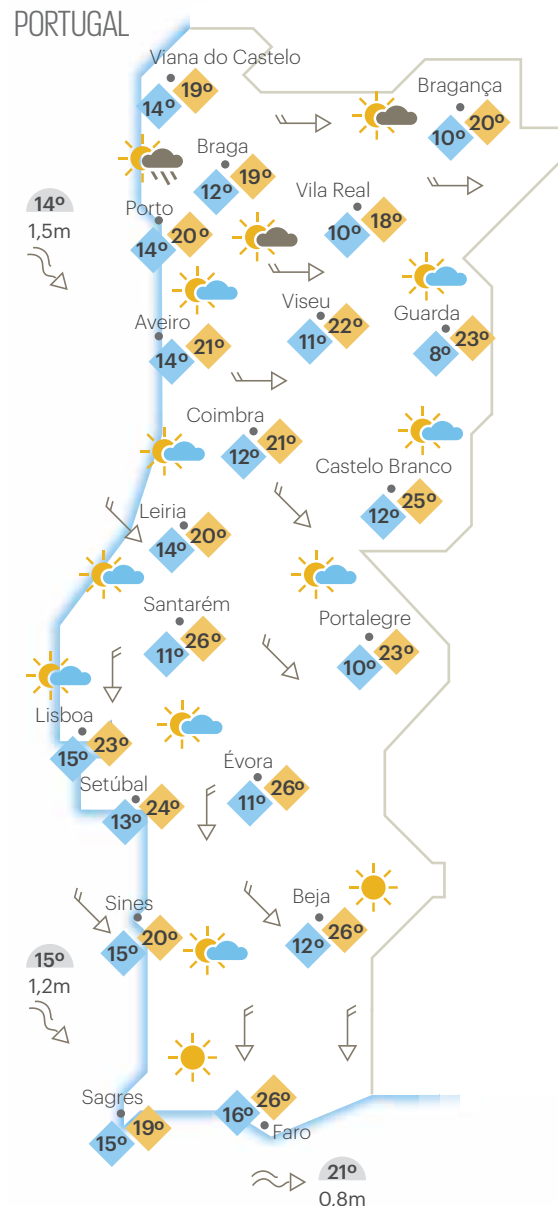 PORTUGAL
Viana do Castelo
14º 19º
Bragança
10º 20º
Braga
12º 19º
Vila Real
10º 18º
14º
1,5m
Porto
14º 20º
Viseu
11º 22º
Guarda
8º 23º
Aveiro
14º 21º
Coimbra
12º 21º
Castelo Branco
12º 25º
Leiria
14º 20º
Santarém
11º 26º
Portalegre
10º 23º
Lisboa
15º 23º
Évora
11º 26º
Setúbal
13º 24º
Sines
15º 20º
Beja
12º 26º
15º
1,2m
Sagres
15º 19º
16º 26º
Faro
21º
0,8m